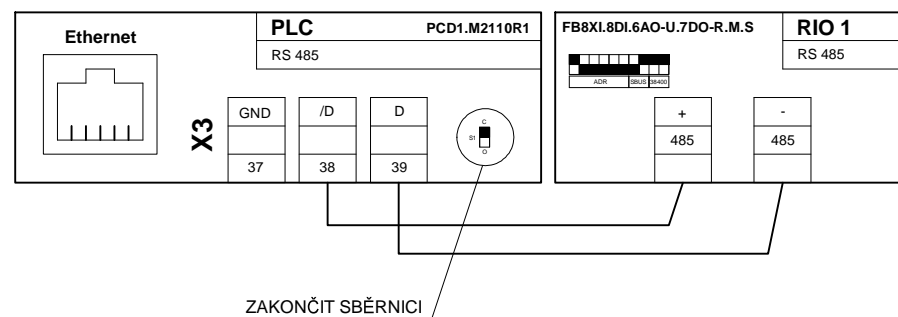 Ethernet
PLC
PCD1.M2110R1
RS 485
X3
GND
/D
D
37
38
39
C
S1
O
ZAKONČIT SBĚRNICI
FB8XI.8DI.6AO-U.7DO-R.M.S
RIO 1
RS 485
ADR
SBUS
38400
+
-
485
485